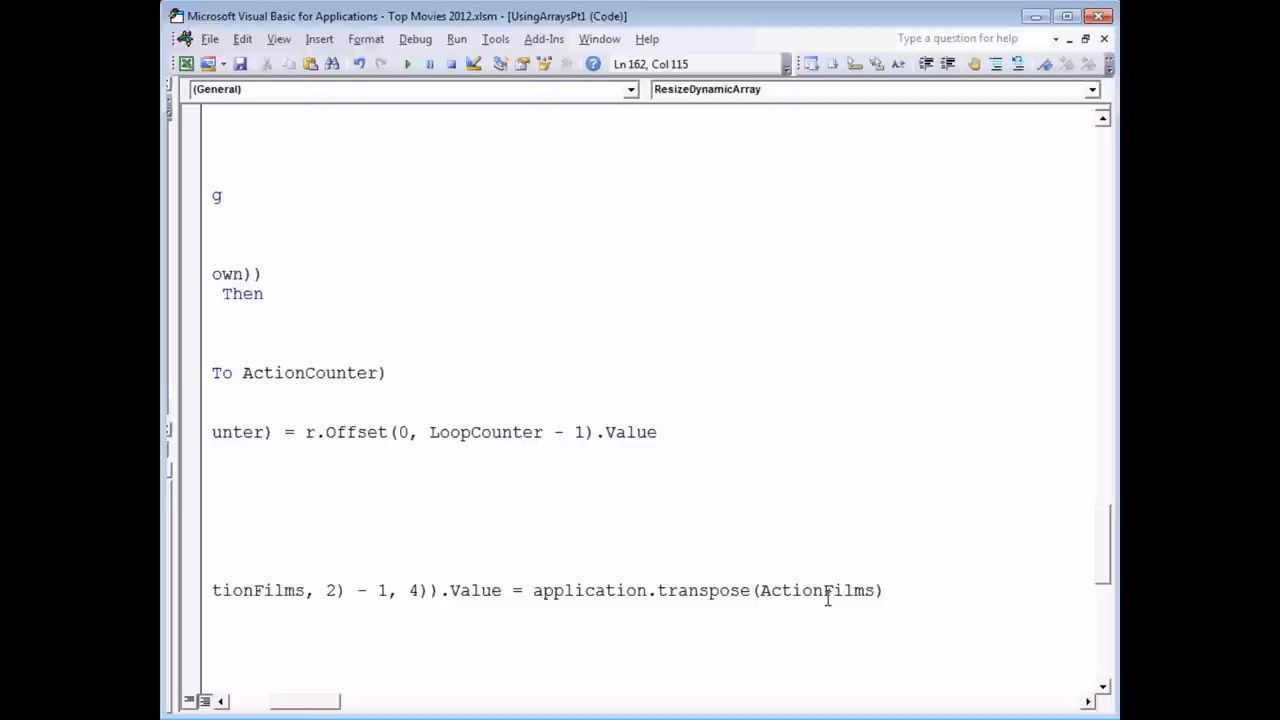 Microsoft Visual Basic for Applications - Top Movies 2012.xlsm - [UsingArraysPt1 (Code)]
File Edit View Insert Format Debug Run Tools Add-Ins Window Help Type a question for help
Ln 162, Col 115
(General) ResizeDynamicArray
g
own))
Then
To ActionCounter)
unter) = r.Offset(0, LoopCounter - 1).Value
tionFilms, 2) - 1, 4)).Value = application.transpose(ActionFilms)